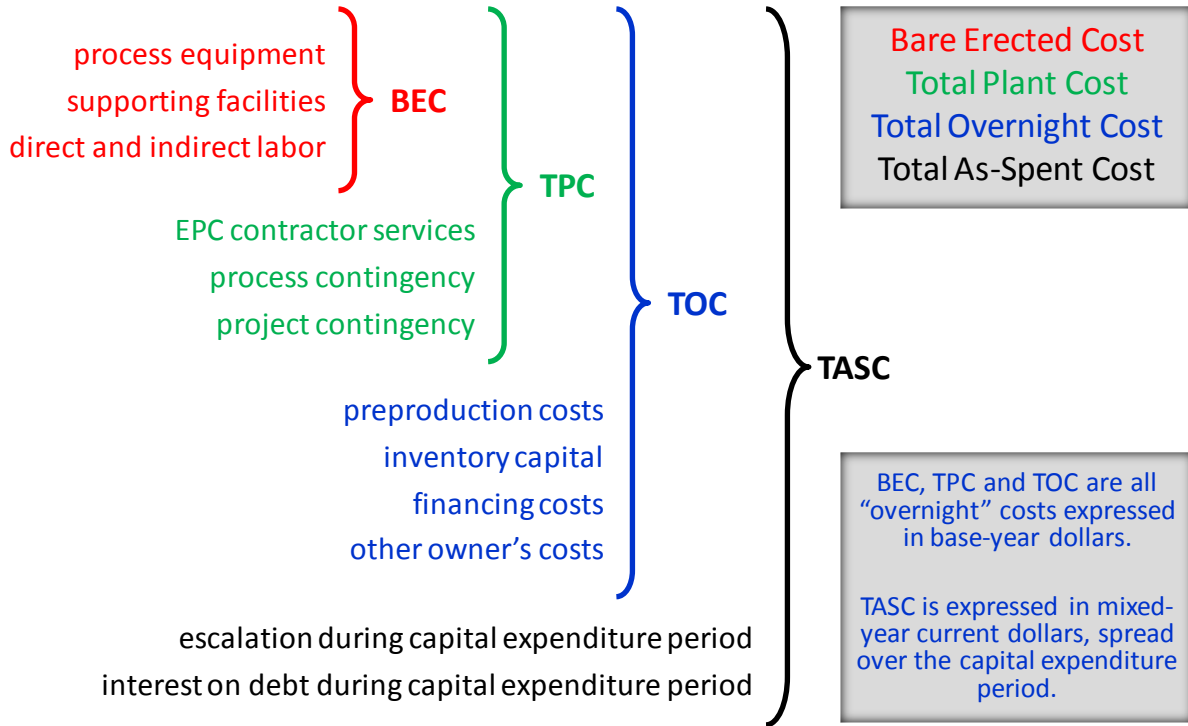 process equipment
supporting facilities
direct and indirect labor
BEC
EPC contractor services
process contingency
project contingency
TPC
preproduction costs
inventory capital
financing costs
other owner's costs
TOC
escalation during capital expenditure period
interest on debt during capital expenditure period
TASC
Bare Erected Cost
Total Plant Cost
Total Overnight Cost
Total As-Spent Cost
BEC, TPC and TOC are all
“overnight” costs expressed
in base-year dollars.
TASC is expressed in mixed-
year current dollars, spread
over the capital expenditure
period.